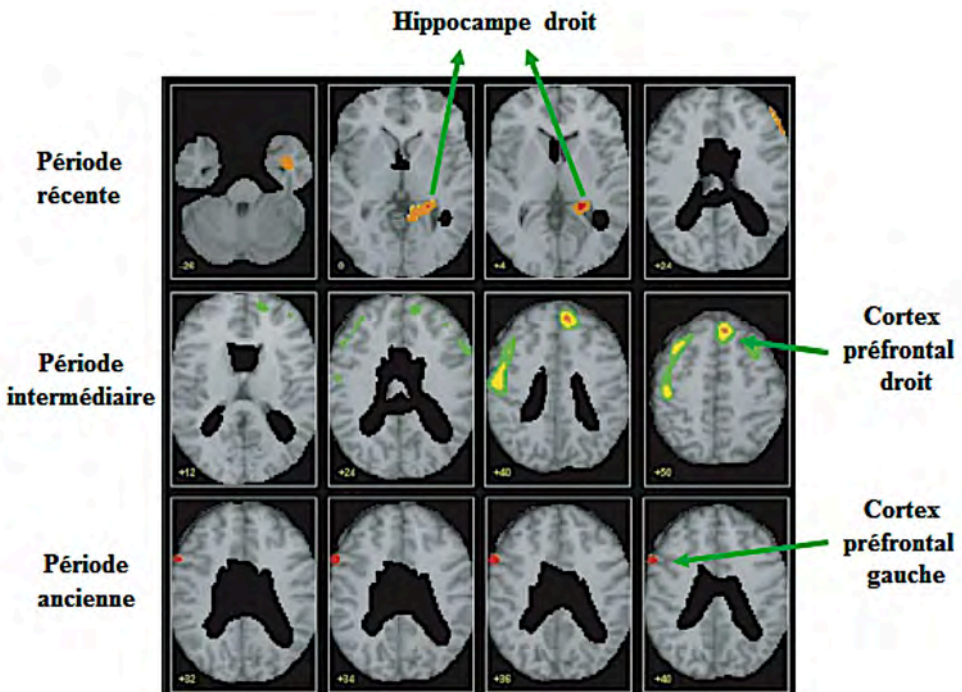 Hippocampe droit
Période
récente
-26
0
+4
+24
Période
intermédiaire
+12
+24
+40
+50
Cortex
préfrontal
droit
Période
ancienne
+32
+34
+36
+40
Cortex
préfrontal
gauche